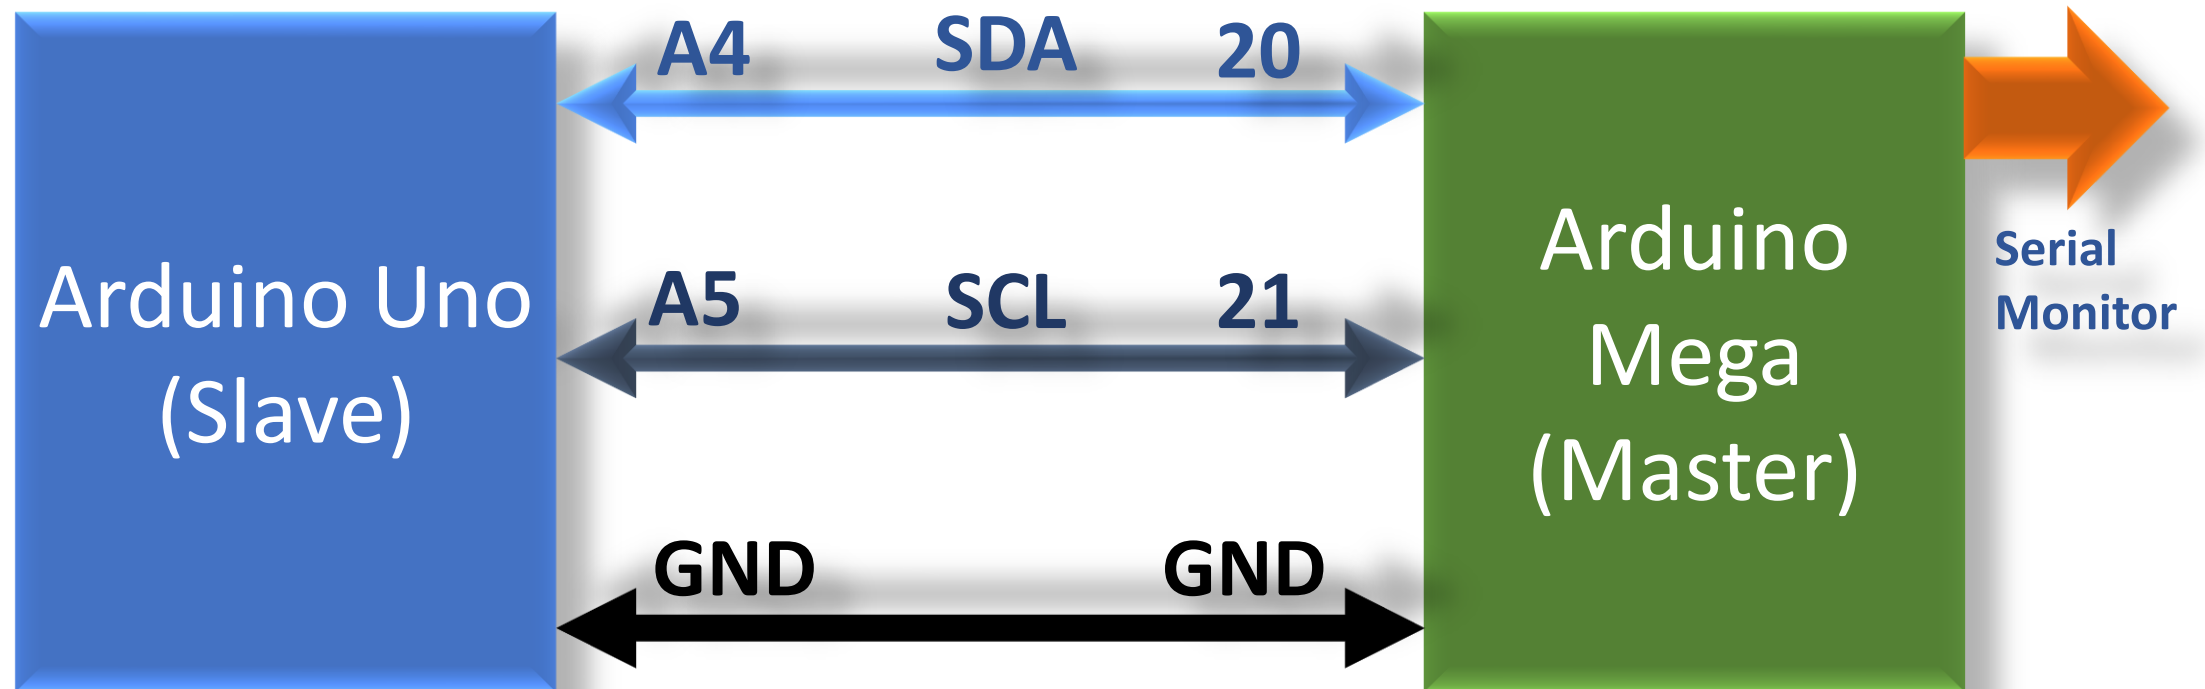 Arduino Uno
(Slave)
A4 SDA 20
A5 SCL 21
GND GND
Arduino
Mega
(Master)
Serial
Monitor